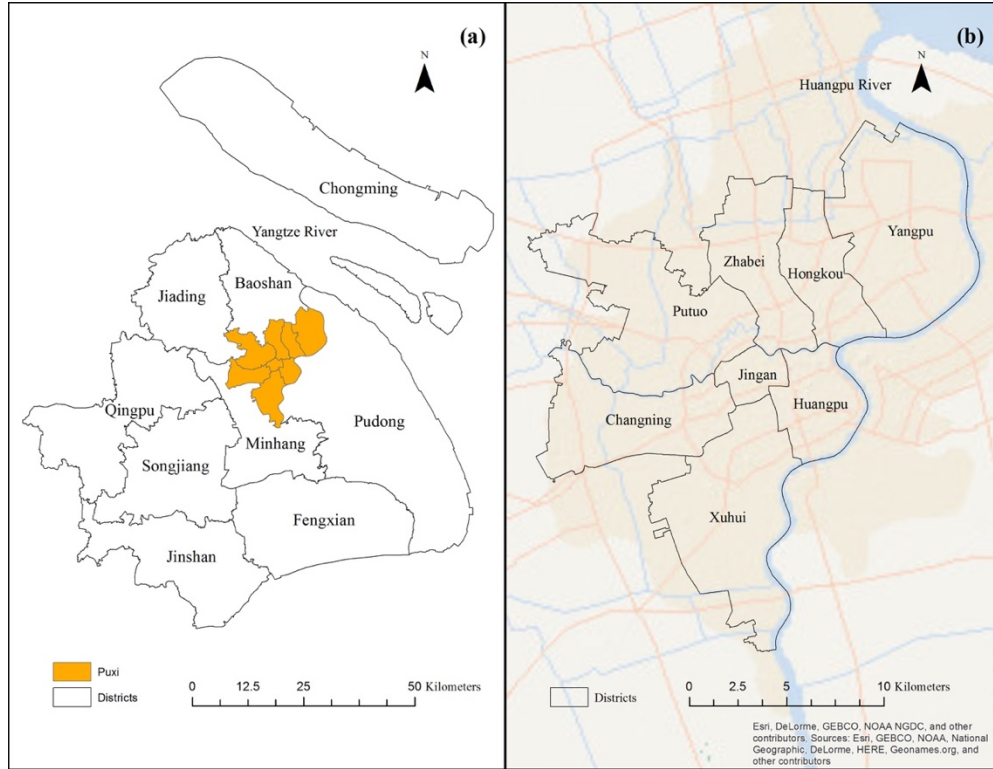 (a)
N
Chongming
Yangtze River
Baoshan
Jiading
Qingpu
Pudong
Minhang
Songjiang
Fengxian
Jinshan
Puxi
Districts
0 12.5 25 50 Kilometers
(b)
N
Huangpu River
Yangpu
Zhabei
Hongkou
Putuo
Jingan
Huangpu
Changning
Xuhui
Districts
0 2.5 5 10 Kilometers
Esri, DeLorme, GEBCO, NOAA NGDC, and other
contributors. Sources: Esri, GEBCO, NOAA, National
Geographic, DeLorme, HERE, Geonames.org, and
other contributors